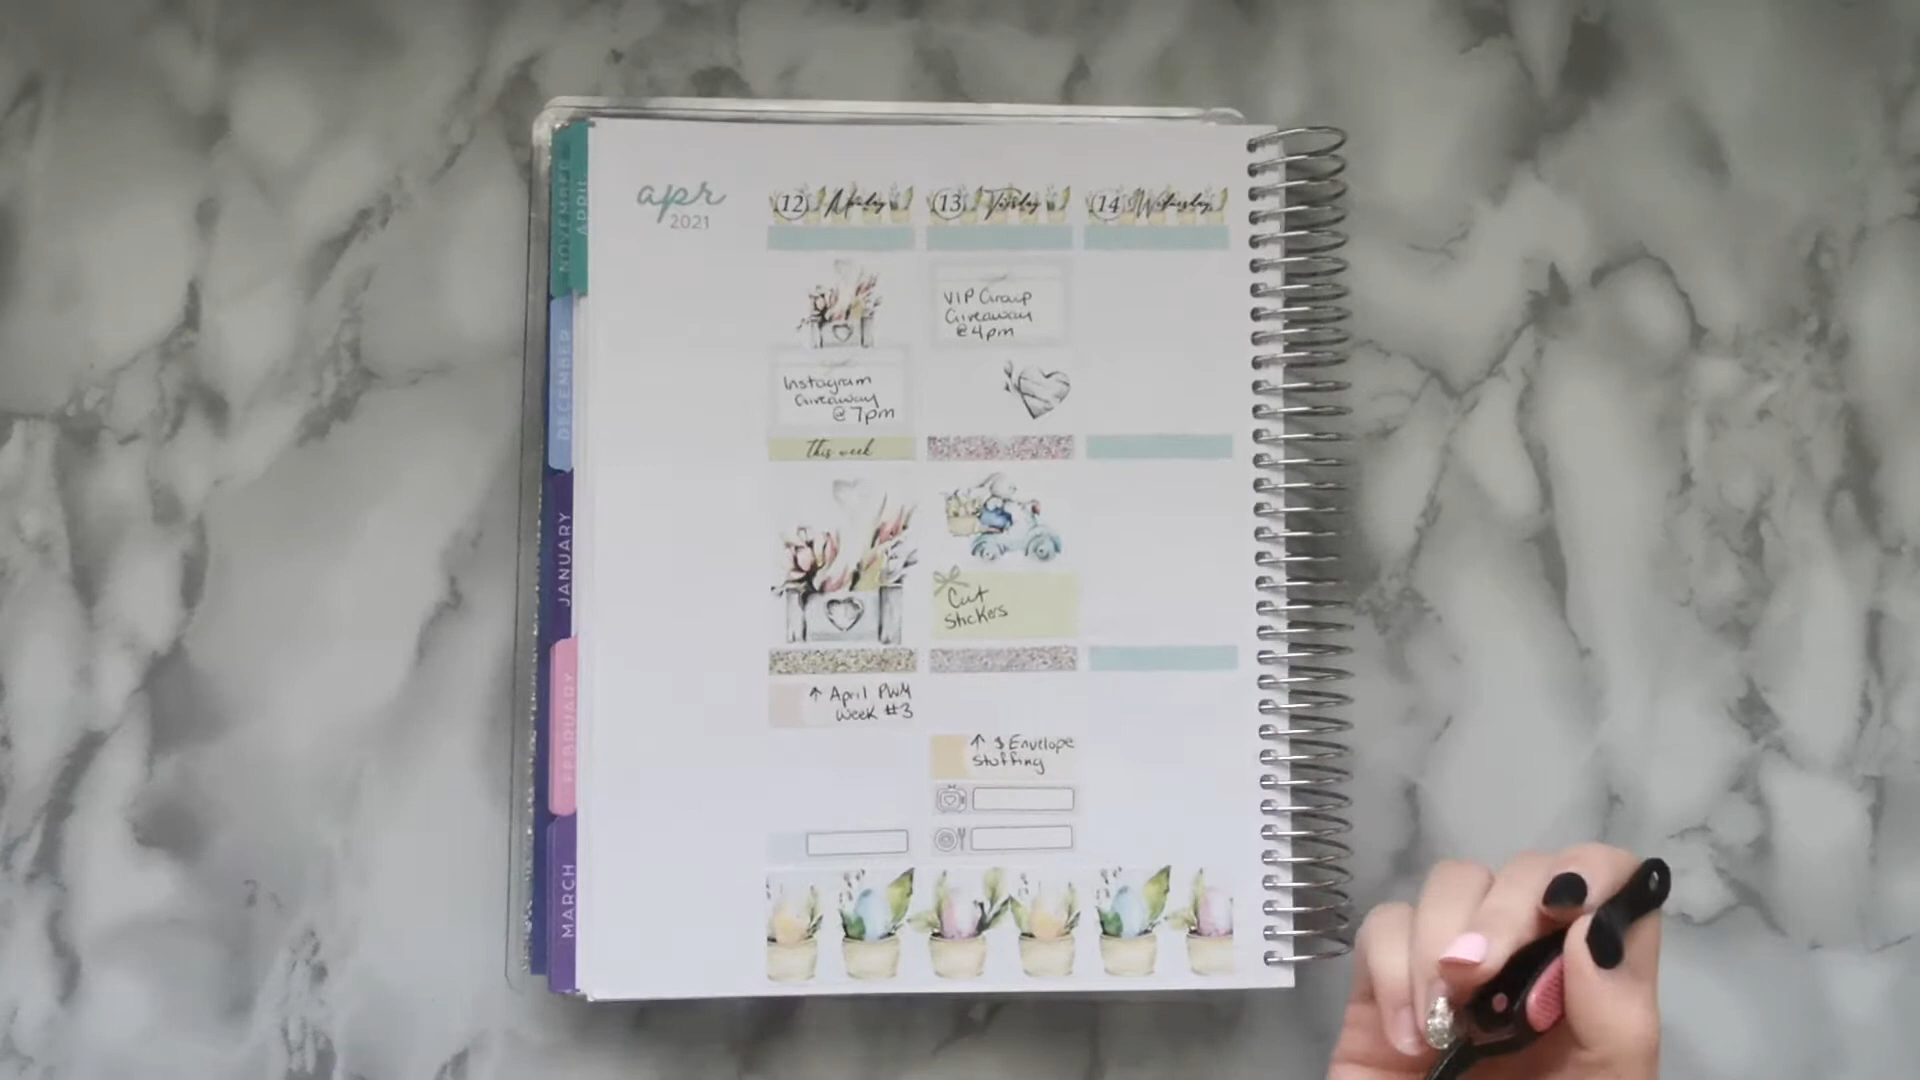 apr
2021
12 Monday
13 Tuesday
14 Wednesday
VIP Group
Giveaway
@ 4pm
Instagram
Giveaway
@ 7pm
This week
Cut
Stickers
↑ April PWM
Week #3
↑ $ Envelope
Stuffing
NOVEMBER
APRIL
DECEMBER
JANUARY
FEBRUARY
MARCH